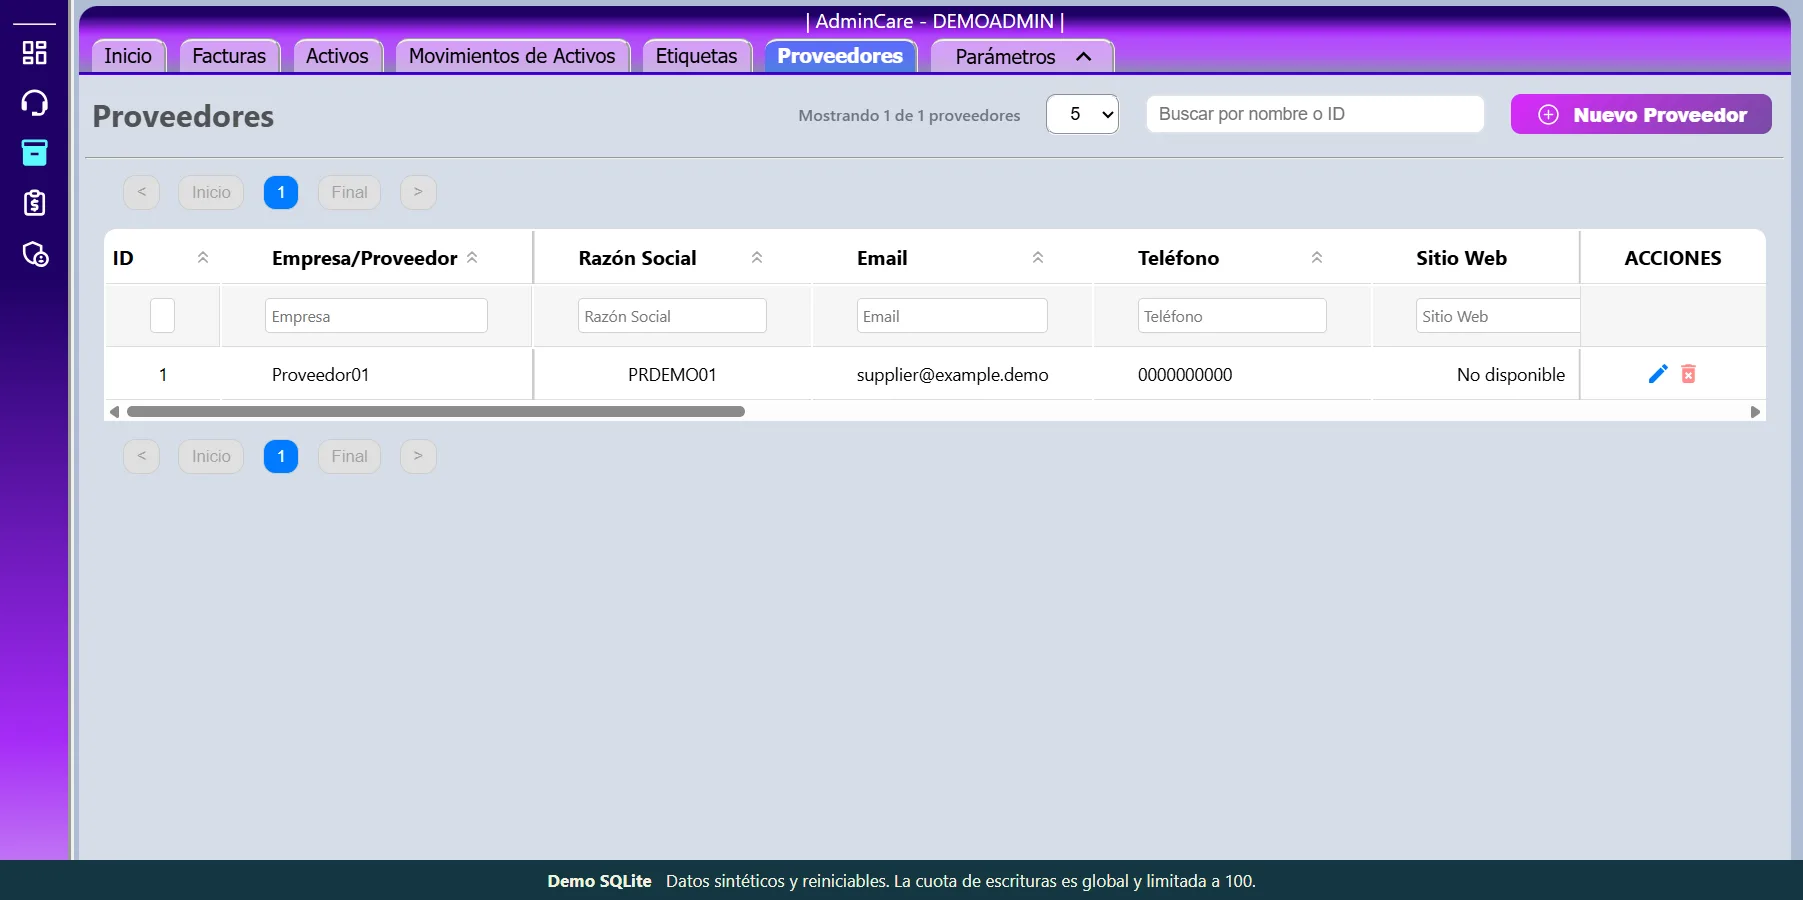 | AdminCare - DEMOADMIN |
Inicio Facturas Activos Movimientos de Activos Etiquetas Proveedores Parámetros
Proveedores Mostrando 1 de 1 proveedores 5 Buscar por nombre o ID Nuevo Proveedor
< Inicio 1 Final >
ID Empresa/Proveedor Razón Social Email Teléfono Sitio Web ACCIONES
Empresa Razón Social Email Teléfono Sitio Web
1 Proveedor01 PRDEMO01 supplier@example.demo 0000000000 No disponible
< Inicio 1 Final >
Demo SQLite Datos sintéticos y reiniciables. La cuota de escrituras es global y limitada a 100.